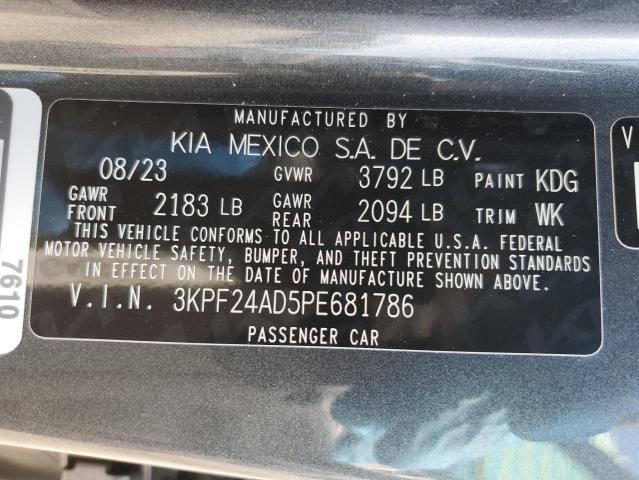 MANUFACTURED BY
KIA MEXICO S.A. DE C.V.
08/23 GVWR 3792 LB PAINT KDG
GAWR FRONT 2183 LB GAWR REAR 2094 LB TRIM WK
THIS VEHICLE CONFORMS TO ALL APPLICABLE U.S.A. FEDERAL
MOTOR VEHICLE SAFETY, BUMPER, AND THEFT PREVENTION STANDARDS
IN EFFECT ON THE DATE OF MANUFACTURE SHOWN ABOVE.
V.I.N. 3KPF24AD5PE681786
PASSENGER CAR
7610
V